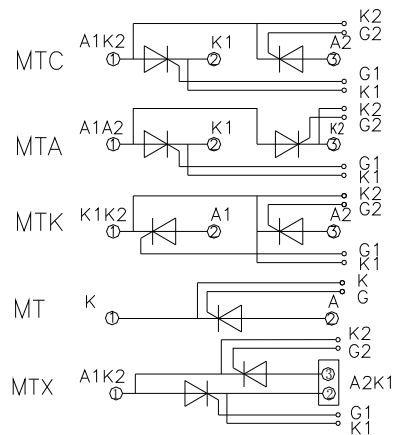 K2
G2
A1K2 K1 A2
MTC
1 2 3
G1
K1
K2
G2
A1A2 K1 K2
MTA
1 2 3
G1
K1
K2
G2
K1K2 A1 A2
MTK
1 2 3
G1
K1
K
G
K A
MT
1 2
K2
G2
3
MTX A1K2 A2K1
1 2
G1
K1